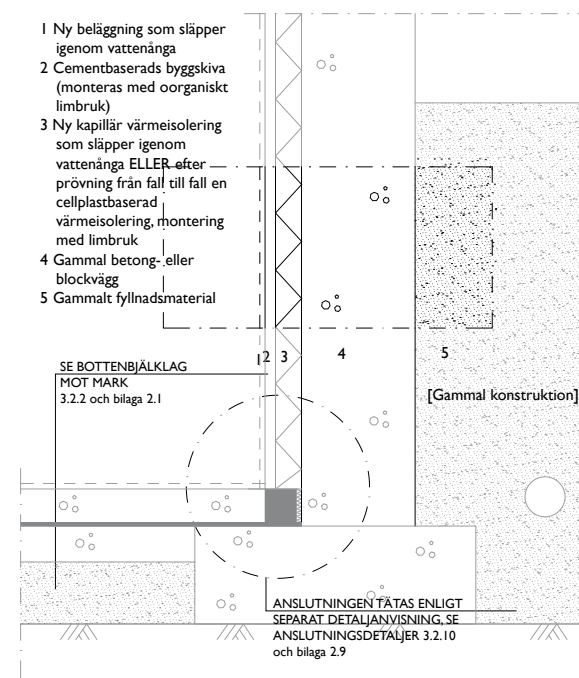 1 Ny beläggning som släpper
igenom vattenånga
2 Cementbaserads byggskiva
(monteras med oorganiskt
limbruk)
3 Ny kapillär värmeisolering
som släpper igenom
vattenånga ELLER efter
prövning från fall till fall en
cellplastbaserad
värmeisolering, montering
med limbruk
4 Gammal betong- eller
blockvägg
5 Gammalt fyllnadsmaterial
1 2 3 4 5
SE BOTTENBJÄLKLAG
MOT MARK
3.2.2 och bilaga 2.1
[Gammal konstruktion]
ANSLUTNINGEN TÄTAS ENLIGT
SEPARAT DETALJANVISNING, SE
ANSLUTNINGSDETALJER 3.2.10
och bilaga 2.9